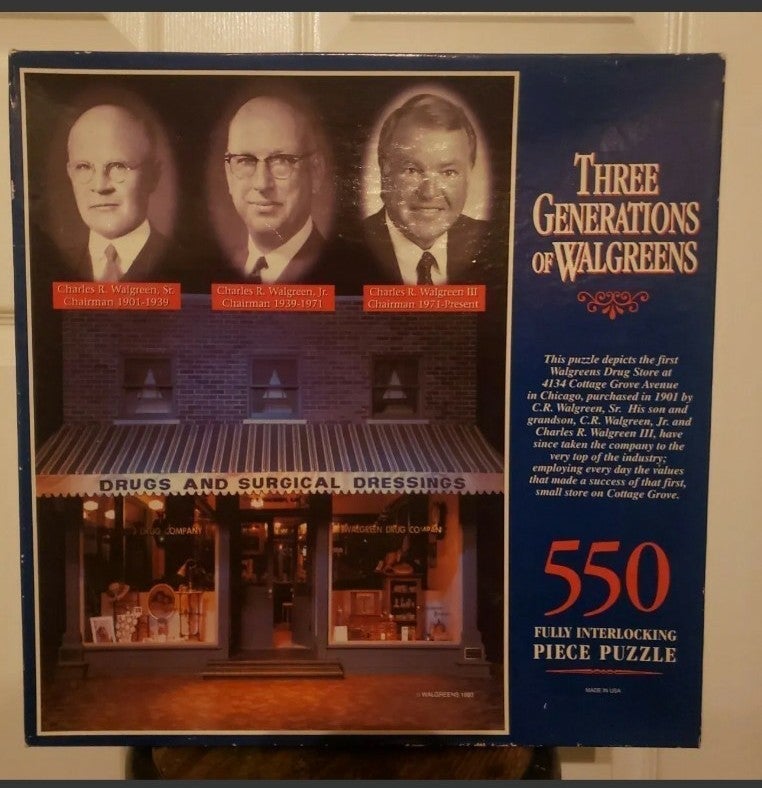 Charles R. Walgreen, Sr.
Chairman 1901-1939
Charles R. Walgreen, Jr.
Chairman 1939-1971
Charles R. Walgreen III
Chairman 1971-Present
DRUGS AND SURGICAL DRESSINGS
DRUG COMPANY
WALGREEN DRUG COMPAN
© WALGREENS
THREE
GENERATIONS
OF WALGREENS
This puzzle depicts the first
Walgreens Drug Store at
4134 Cottage Grove Avenue
in Chicago, purchased in 1901 by
C.R. Walgreen, Sr. His son and
grandson, C.R. Walgreen, Jr. and
Charles R. Walgreen III, have
since taken the company to the
very top of the industry;
employing every day the values
that made a success of that first,
small store on Cottage Grove.
550
FULLY INTERLOCKING
PIECE PUZZLE
MADE IN USA